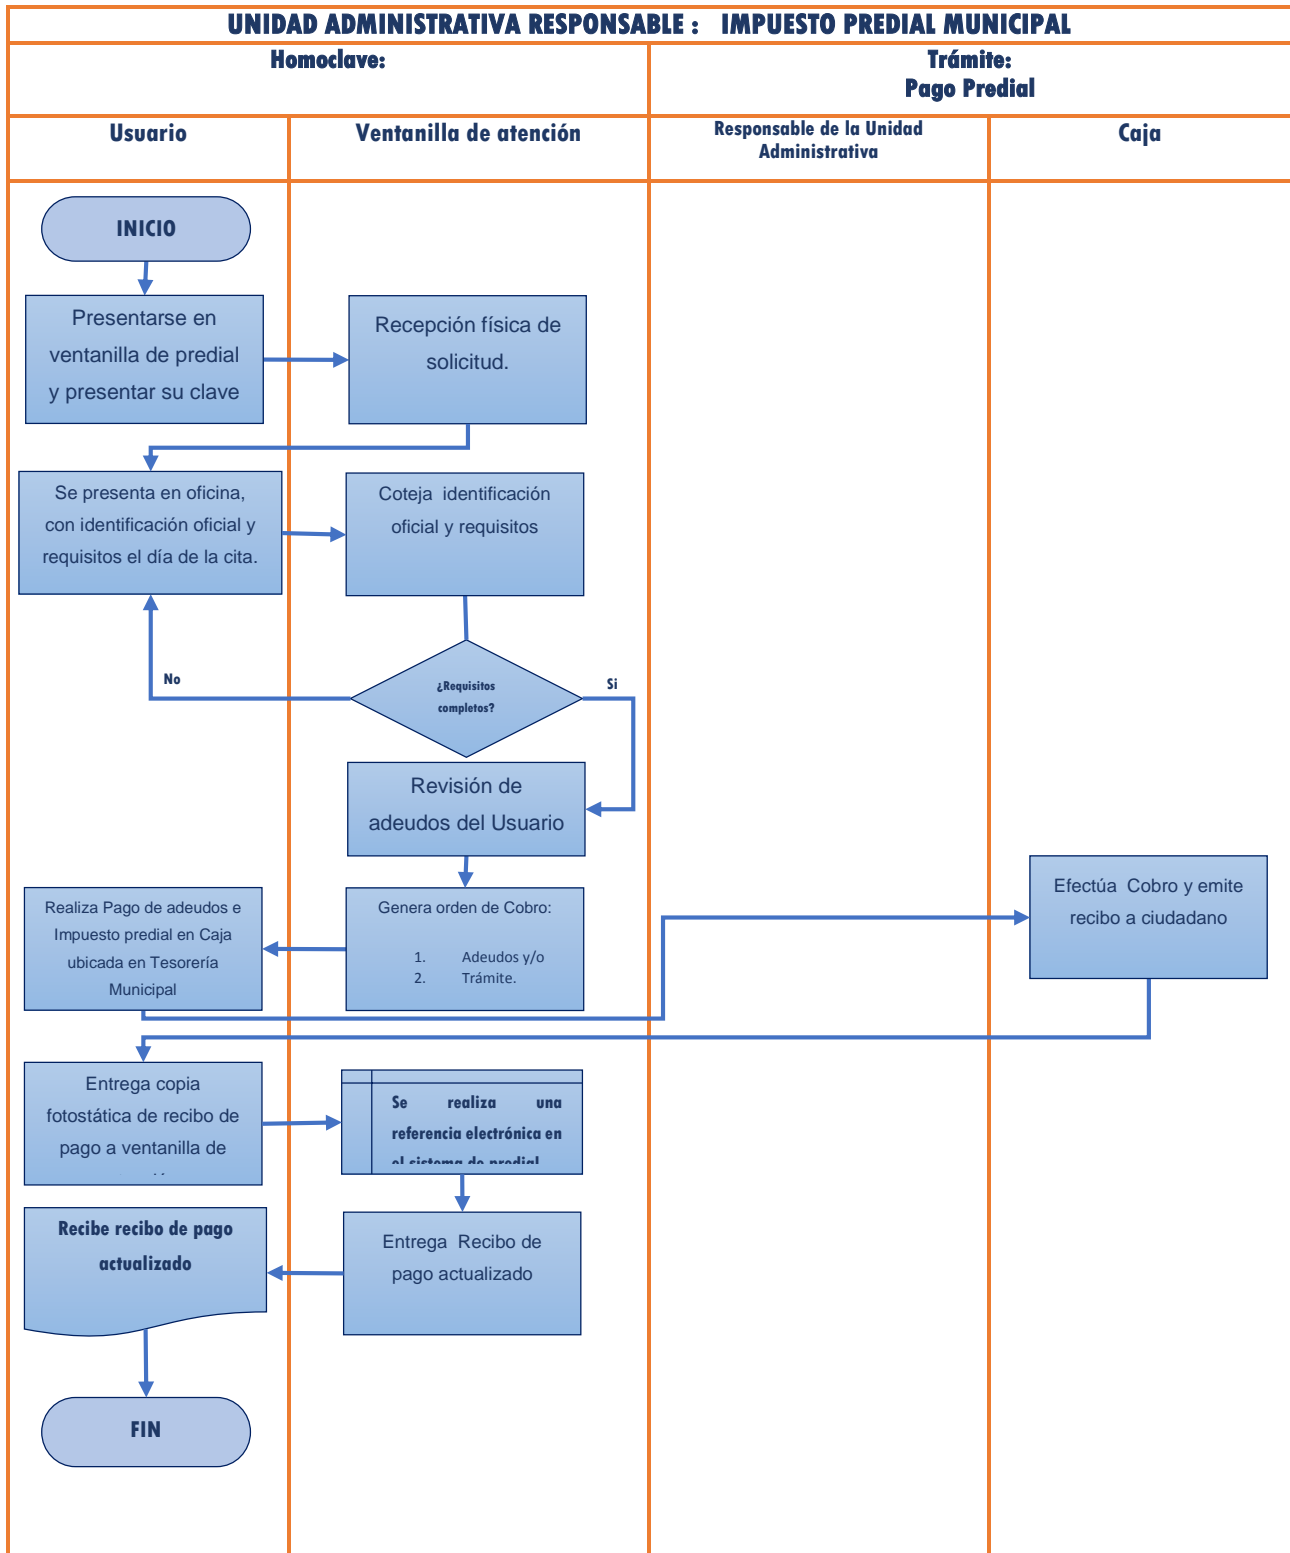 UNIDAD ADMINISTRATIVA RESPONSABLE : IMPUESTO PREDIAL MUNICIPAL
Homoclave:
Trámite:
Pago Predial
Usuario
Ventanilla de atención
Responsable de la Unidad
Administrativa
Caja
INICIO
Presentarse en
ventanilla de predial
y presentar su clave
Recepción física de
solicitud.
Se presenta en oficina,
con identificación oficial y
requisitos el día de la cita.
Coteja identificación
oficial y requisitos
¿Requisitos
completos?
No
Si
Revisión de
adeudos del Usuario
Genera orden de Cobro:
1. Adeudos y/o
2. Trámite.
Realiza Pago de adeudos e
Impuesto predial en Caja
ubicada en Tesorería
Municipal
Efectúa Cobro y emite
recibo a ciudadano
Entrega copia
fotostática de recibo de
pago a ventanilla de
Se realiza una
referencia electrónica en
el sistema de predial
Entrega Recibo de
pago actualizado
Recibe recibo de pago
actualizado
FIN